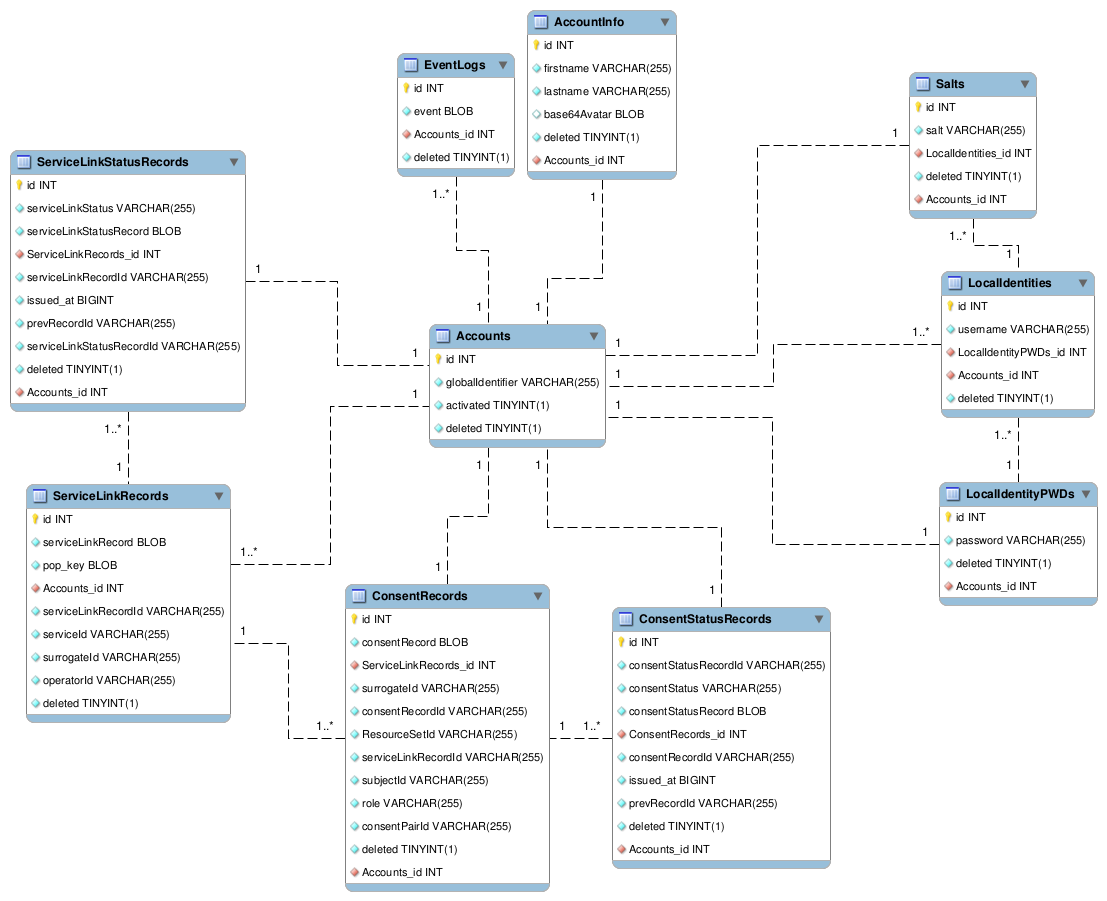 AccountInfo
id INT
firstname VARCHAR(255)
lastname VARCHAR(255)
base64Avatar BLOB
deleted TINYINT(1)
Accounts_id INT
EventLogs
id INT
event BLOB
Accounts_id INT
deleted TINYINT(1)
Salts
id INT
salt VARCHAR(255)
LocalIdentities_id INT
deleted TINYINT(1)
Accounts_id INT
ServiceLinkStatusRecords
id INT
serviceLinkStatus VARCHAR(255)
serviceLinkStatusRecord BLOB
ServiceLinkRecords_id INT
serviceLinkRecordId VARCHAR(255)
issued_at BIGINT
prevRecordId VARCHAR(255)
serviceLinkStatusRecordId VARCHAR(255)
deleted TINYINT(1)
Accounts_id INT
1
1..*
1
1..*
1
1
1
1
1
Accounts
id INT
globalIdentifier VARCHAR(255)
activated TINYINT(1)
deleted TINYINT(1)
1
1
1
1
1
1..*
LocalIdentities
id INT
username VARCHAR(255)
LocalIdentityPWDs_id INT
Accounts_id INT
deleted TINYINT(1)
1..*
1
1..*
1
1
1
LocalIdentityPWDs
id INT
password VARCHAR(255)
deleted TINYINT(1)
Accounts_id INT
1
ServiceLinkRecords
id INT
serviceLinkRecord BLOB
pop_key BLOB
Accounts_id INT
serviceLinkRecordId VARCHAR(255)
serviceId VARCHAR(255)
surrogateId VARCHAR(255)
operatorId VARCHAR(255)
deleted TINYINT(1)
1..*
1
1
1
1..*
ConsentRecords
id INT
consentRecord BLOB
ServiceLinkRecords_id INT
surrogateId VARCHAR(255)
consentRecordId VARCHAR(255)
ResourceSetId VARCHAR(255)
serviceLinkRecordId VARCHAR(255)
subjectId VARCHAR(255)
role VARCHAR(255)
consentPairId VARCHAR(255)
deleted TINYINT(1)
Accounts_id INT
1 1..*
ConsentStatusRecords
id INT
consentStatusRecordId VARCHAR(255)
consentStatus VARCHAR(255)
consentStatusRecord BLOB
ConsentRecords_id INT
consentRecordId VARCHAR(255)
issued_at BIGINT
prevRecordId VARCHAR(255)
deleted TINYINT(1)
Accounts_id INT